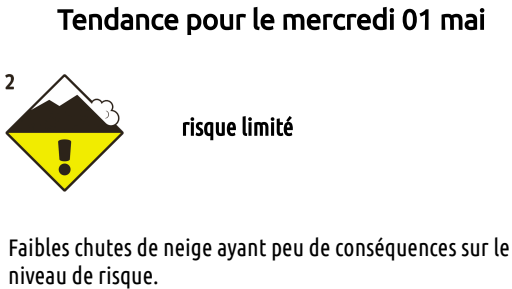 Tendance pour le mercredi 01 mai
2
risque limité
Faibles chutes de neige ayant peu de conséquences sur le
niveau de risque.